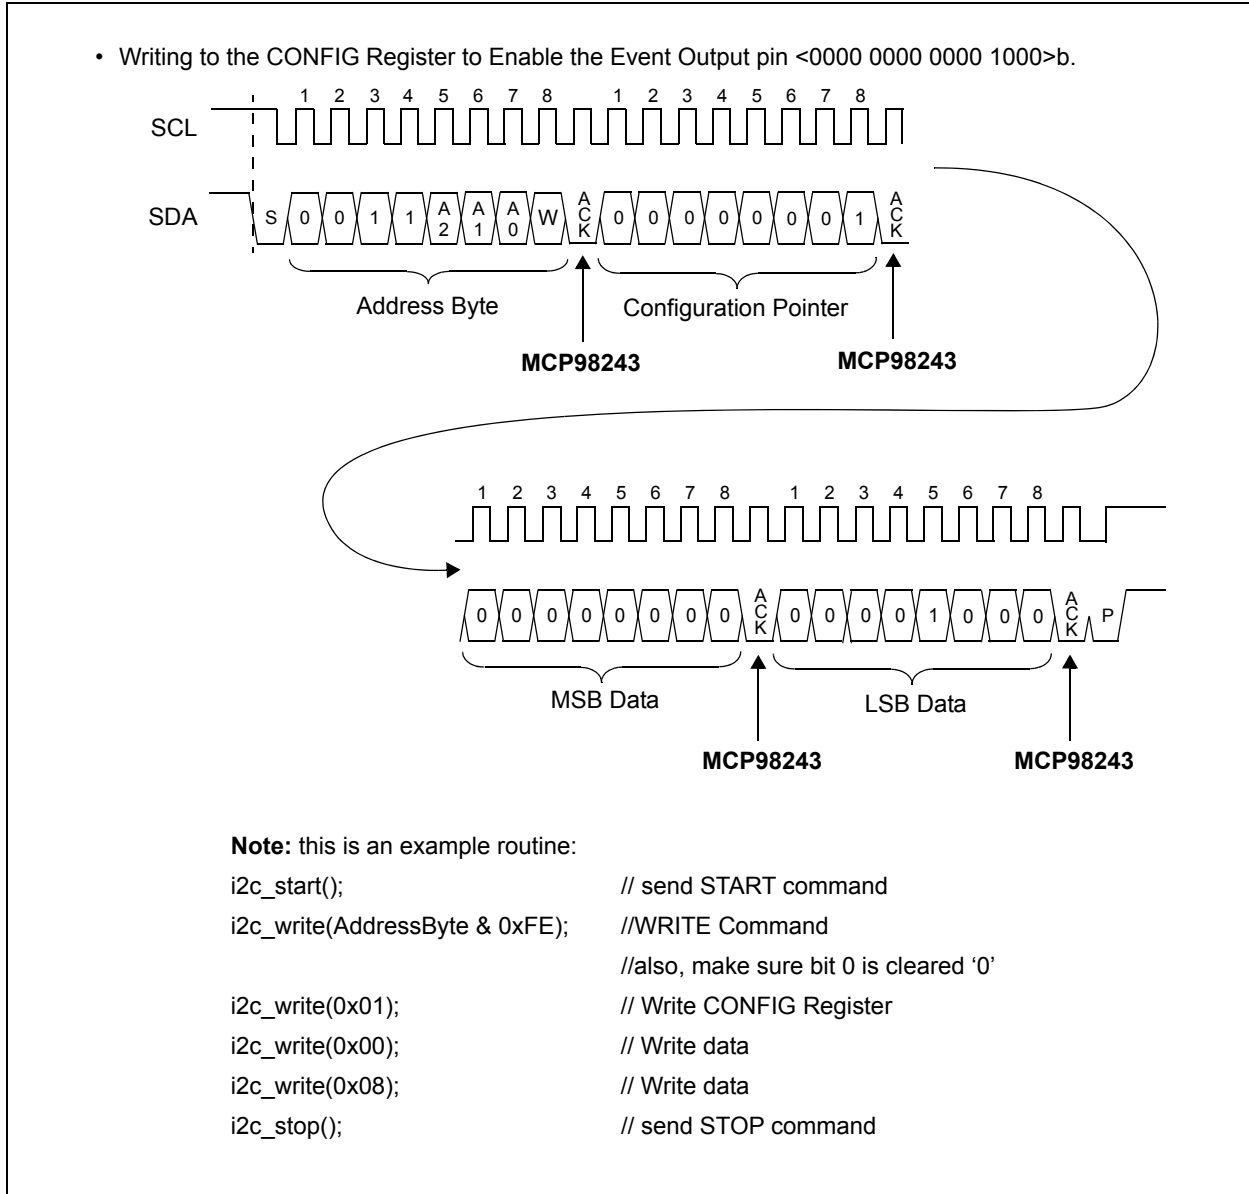 • Writing to the CONFIG Register to Enable the Event Output pin <0000 0000 0000 1000>b.
1 2 3 4 5 6 7 8 1 2 3 4 5 6 7 8
SCL
SDA
S 0 0 1 1 A2 A1 A0 W ACK 0 0 0 0 0 0 0 1 ACK
Address Byte Configuration Pointer
MCP98243 MCP98243
1 2 3 4 5 6 7 8 1 2 3 4 5 6 7 8
0 0 0 0 0 0 0 0 ACK 0 0 0 0 1 0 0 0 ACK P
MSB Data LSB Data
MCP98243 MCP98243
Note: this is an example routine:
i2c_start(); // send START command
i2c_write(AddressByte & 0xFE); //WRITE Command
//also, make sure bit 0 is cleared ‘0’
i2c_write(0x01); // Write CONFIG Register
i2c_write(0x00); // Write data
i2c_write(0x08); // Write data
i2c_stop(); // send STOP command